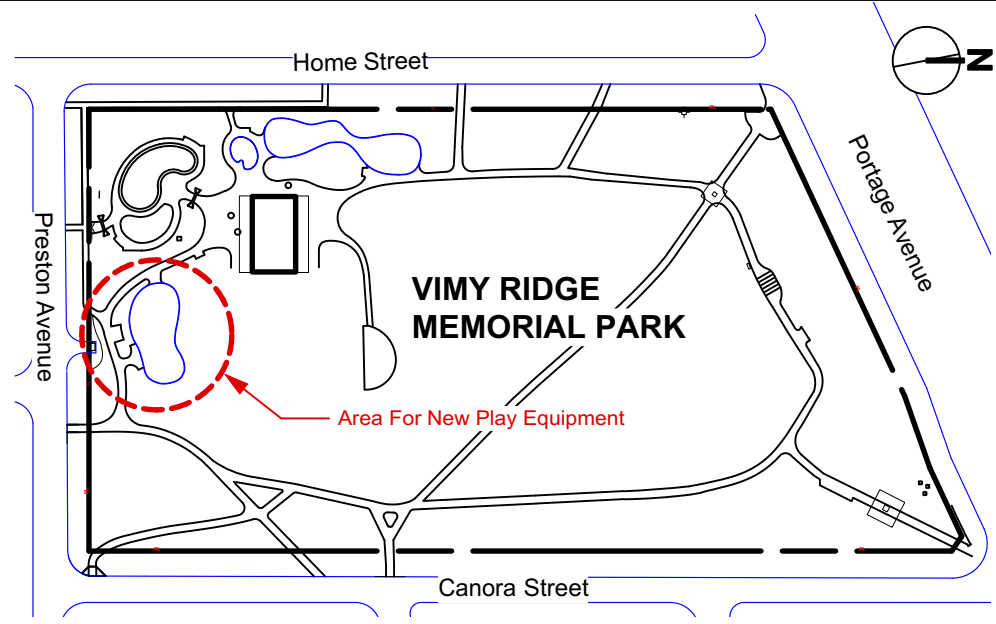 Home Street
N
Portage Avenue
Preston Avenue
VIMY RIDGE
MEMORIAL PARK
Area For New Play Equipment
Canora Street